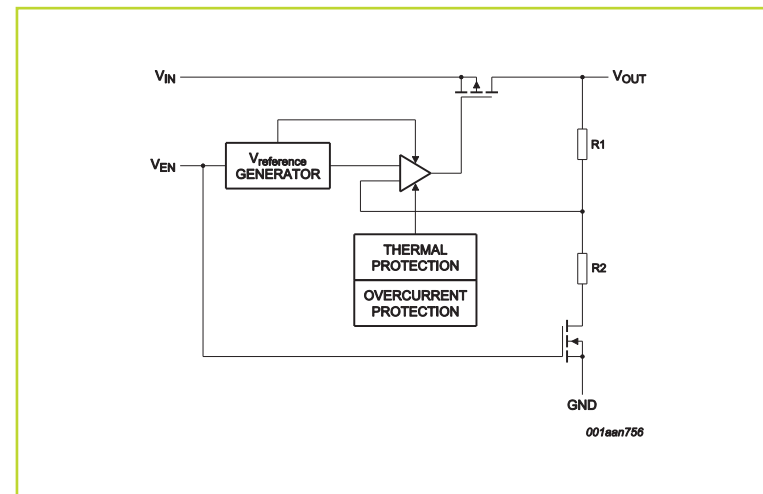 VIN
VOUT
R1
VEN
Vreference
GENERATOR
THERMAL
PROTECTION
R2
OVERCURRENT
PROTECTION
GND
001aan756